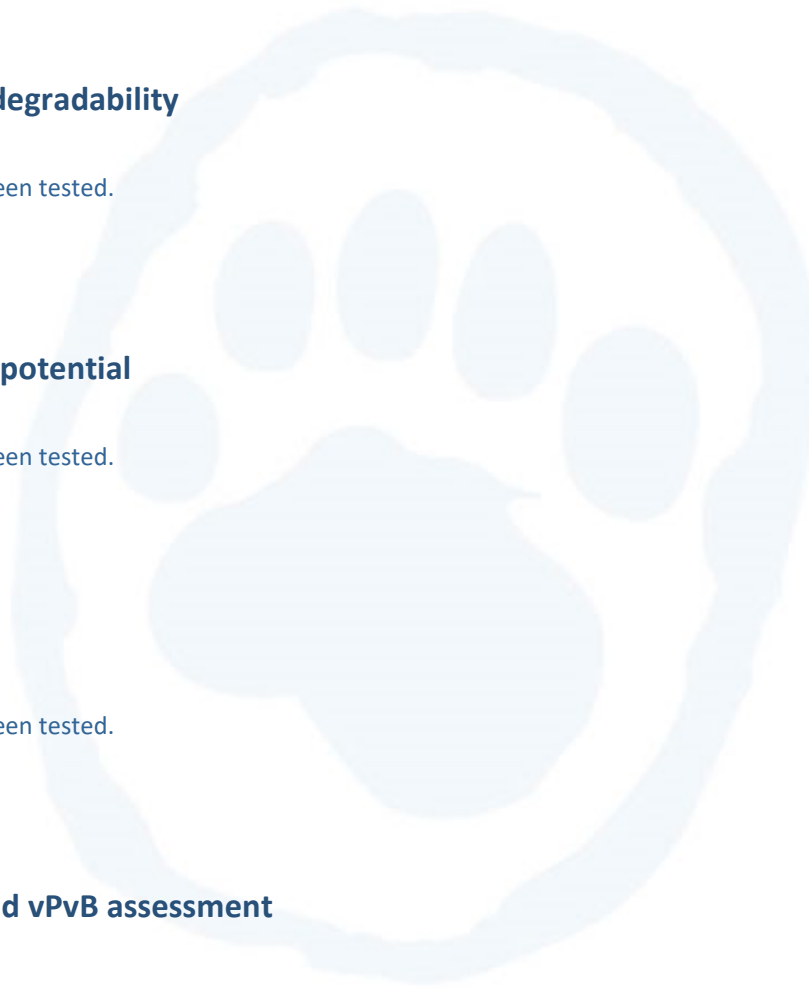 degradability
een tested.
potential
een tested.
een tested.
d vPvB assessment